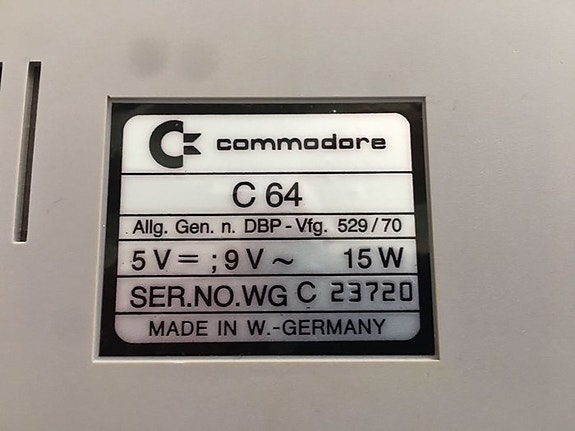 commodore
C 64
Allg. Gen. n. DBP - Vfg. 529 / 70
5 V = ; 9 V ~ 15 W
SER.NO.WG C 23720
MADE IN W.-GERMANY